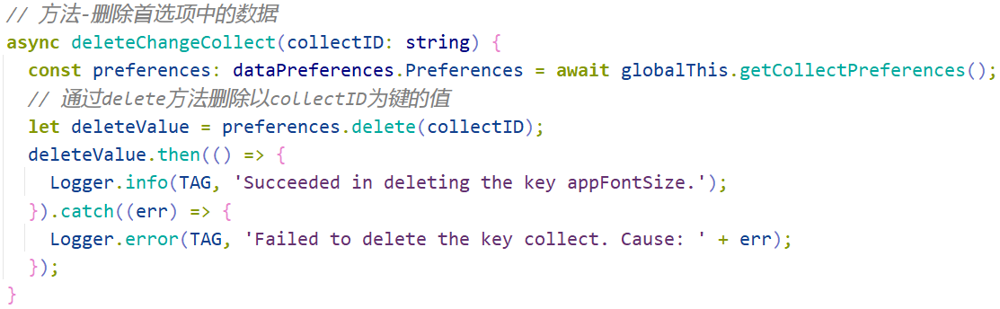 // 方法-删除首选项中的数据
async deleteChangeCollect(collectID: string) {
  const preferences: dataPreferences.Preferences = await globalThis.getCollectPreferences();
  // 通过delete方法删除以collectID为键的值
  let deleteValue = preferences.delete(collectID);
  deleteValue.then(() => {
    Logger.info(TAG, 'Succeeded in deleting the key appFontSize.');
  }).catch((err) => {
    Logger.error(TAG, 'Failed to delete the key collect. Cause: ' + err);
  });
}